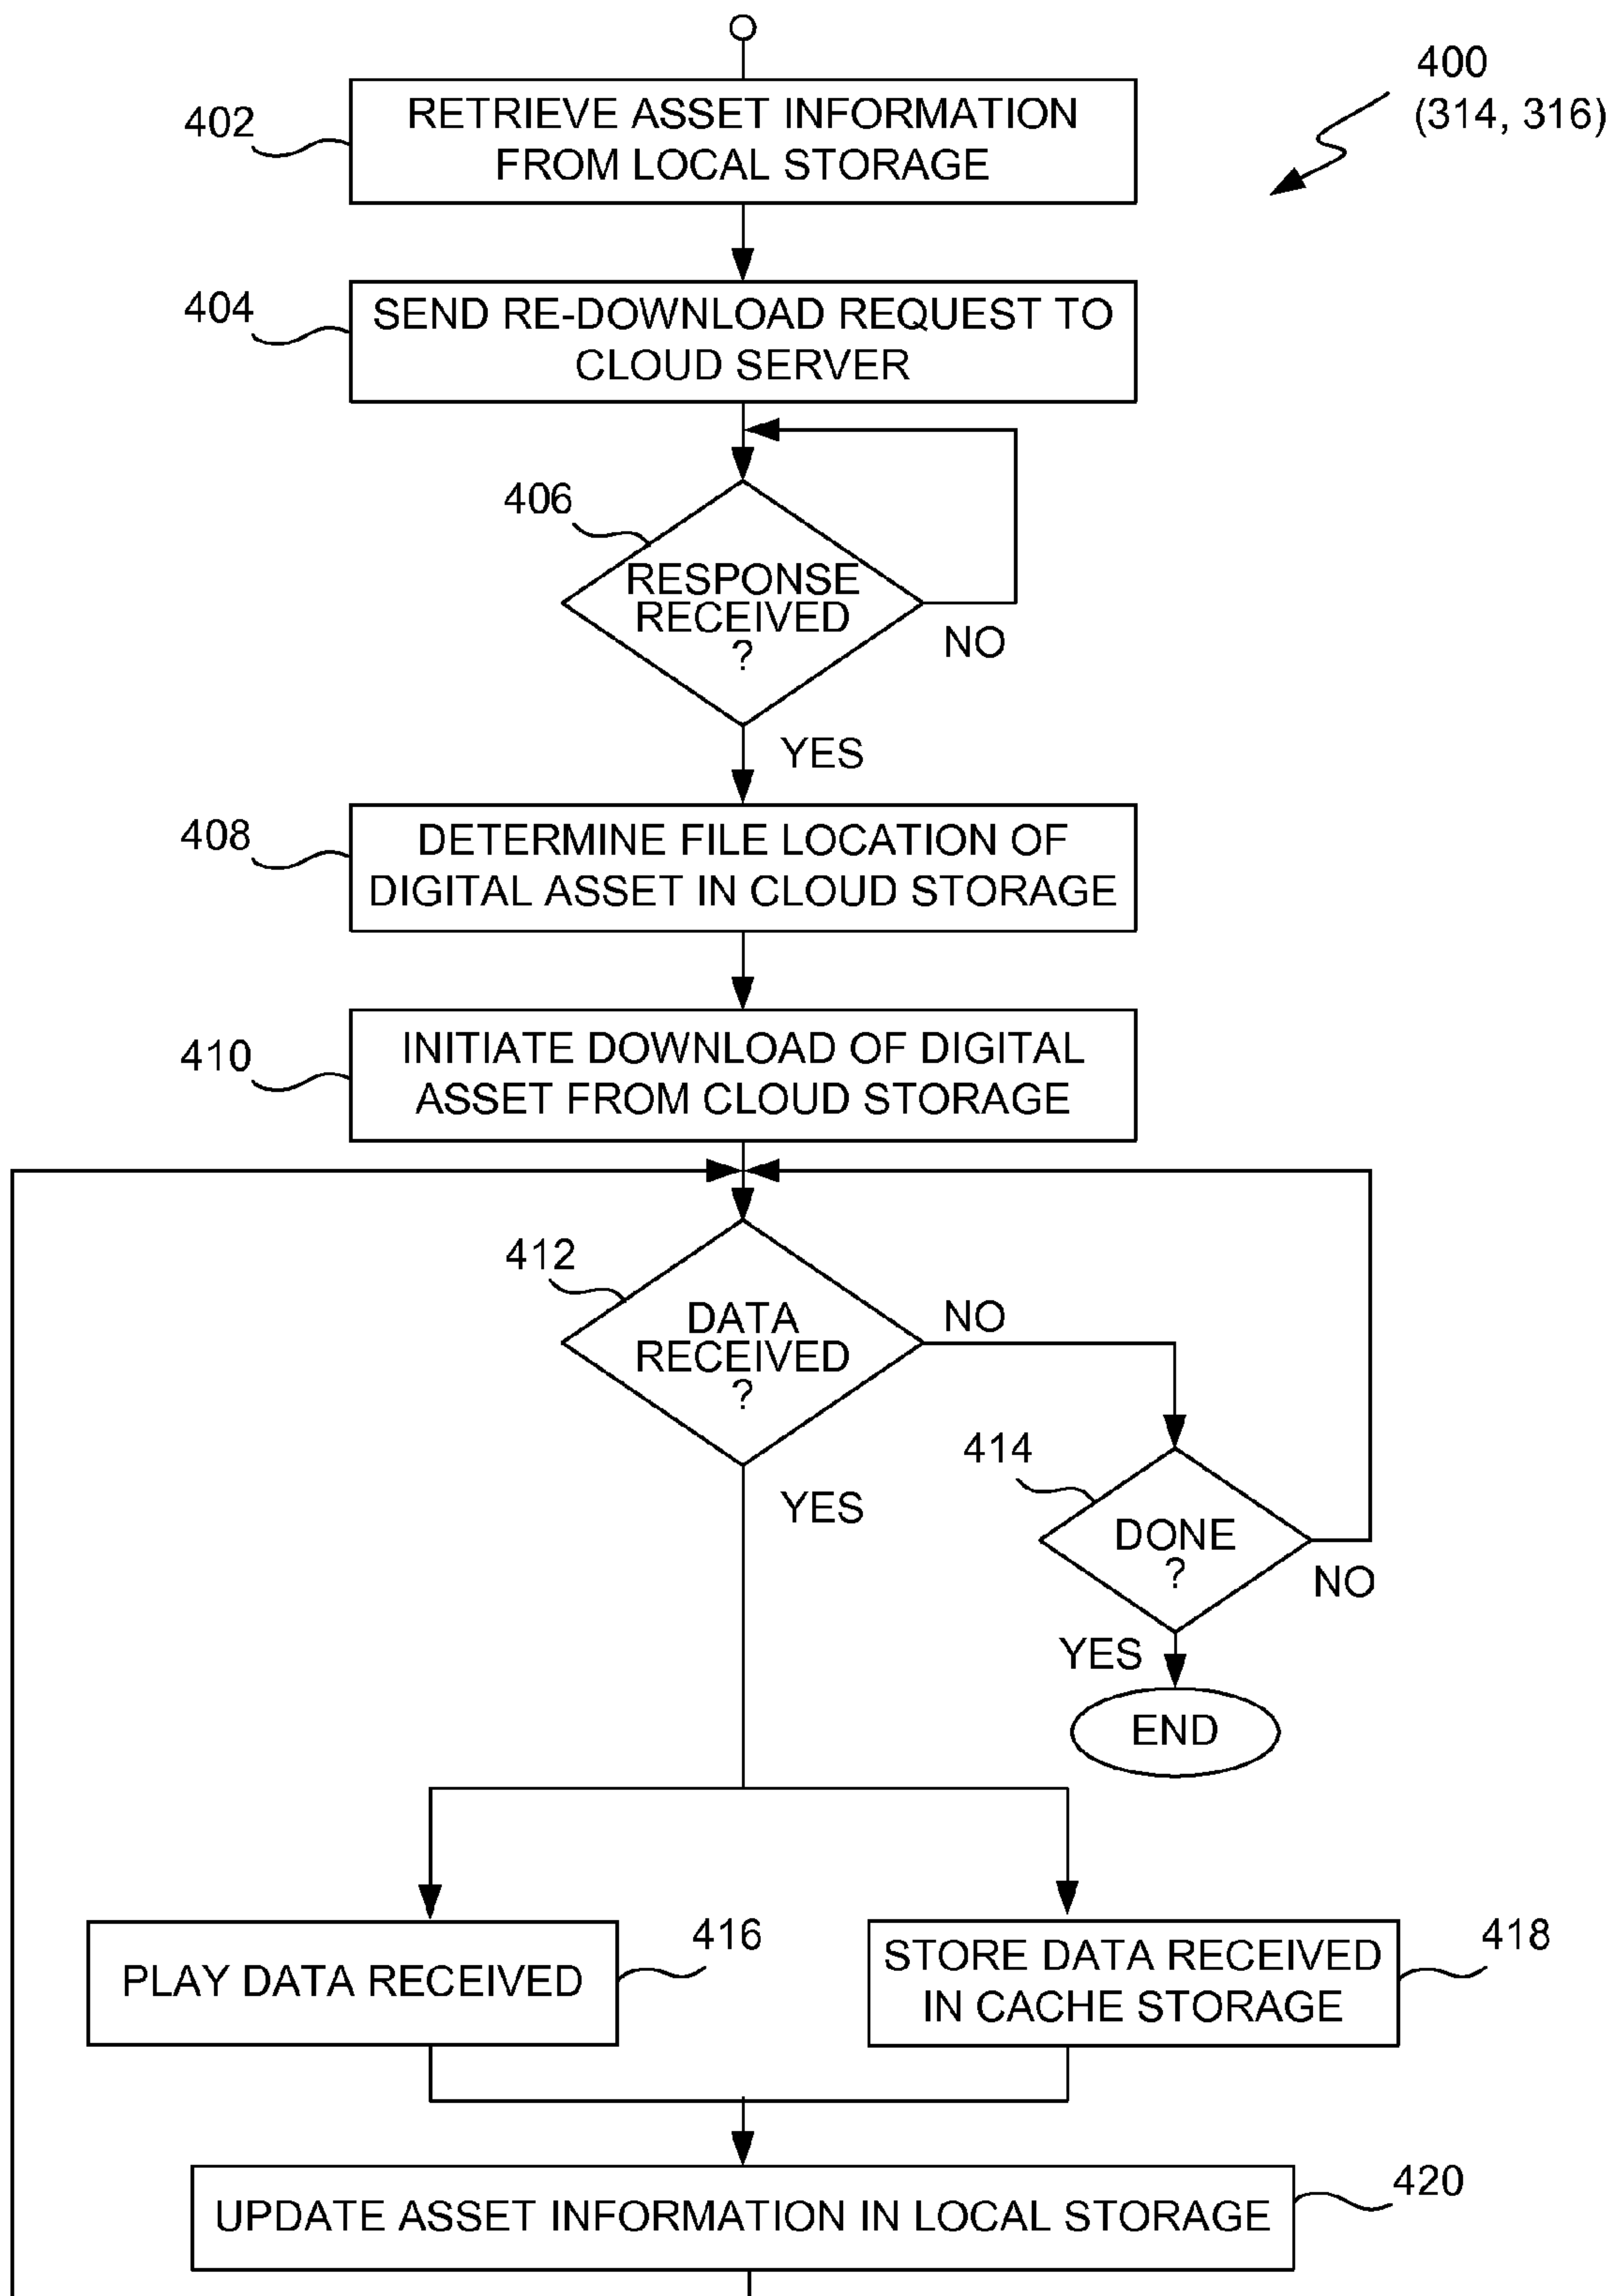 400
(314, 316)
402
RETRIEVE ASSET INFORMATION
FROM LOCAL STORAGE
404
SEND RE-DOWNLOAD REQUEST TO
CLOUD SERVER
406
RESPONSE
RECEIVED
?
NO
YES
408
DETERMINE FILE LOCATION OF
DIGITAL ASSET IN CLOUD STORAGE
410
INITIATE DOWNLOAD OF DIGITAL
ASSET FROM CLOUD STORAGE
412
DATA
RECEIVED
?
NO
YES
414
DONE
?
NO
YES
END
PLAY DATA RECEIVED
416
STORE DATA RECEIVED
IN CACHE STORAGE
418
UPDATE ASSET INFORMATION IN LOCAL STORAGE
420